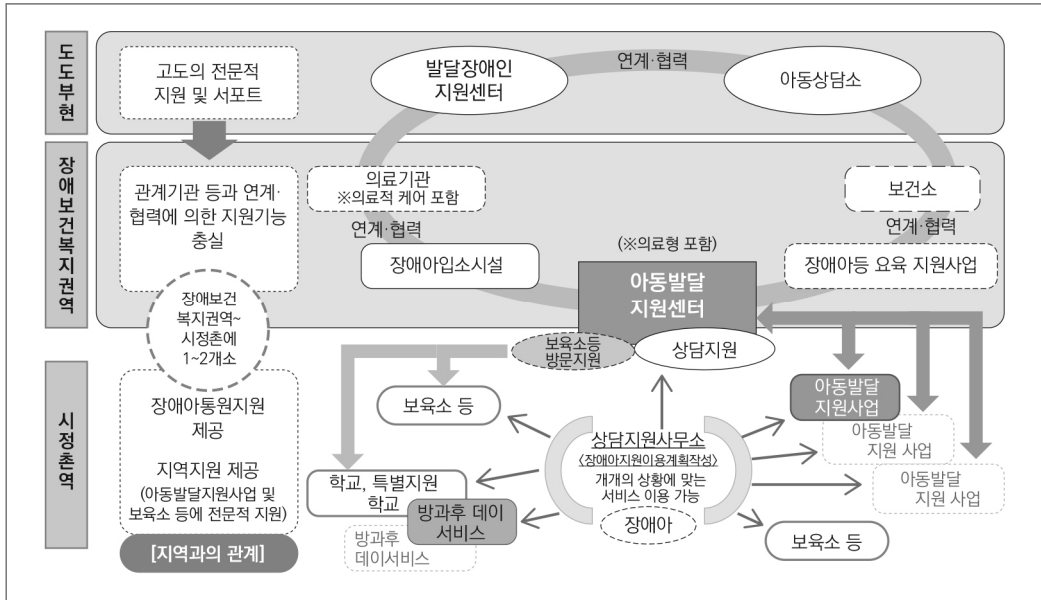 도도부현
고도의 전문적
지원 및 서포트
발달장애인
지원센터
연계·협력
아동상담소
장애보건복지권역
관계기관 등과 연계·
협력에 의한 지원기능
충실
의료기관
※의료적 케어 포함
연계·협력
장애아입소시설
(※의료형 포함)
아동발달
지원센터
보건소
연계·협력
장애아등 요육 지원사업
장애보건
복지권역~
시정촌에
1~2개소
보육소등
방문지원
상담지원
시정촌역
장애아통원지원
제공
지역지원 제공
(아동발달지원사업 및
보육소 등에 전문적 지원)
[지역과의 관계]
보육소 등
학교, 특별지원
학교
방과후 데이
서비스
방과후
데이서비스
상담지원사무소
〈장애아지원이용계획작성〉
개개의 상황에 맞는
서비스 이용 가능
장애아
아동발달
지원사업
아동발달
지원 사업
아동발달
지원 사업
보육소 등